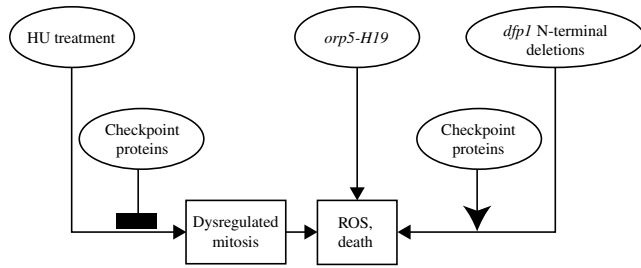 HU treatment
orp5-H19
dfp1 N-terminal
deletions
Checkpoint
proteins
Checkpoint
proteins
Dysregulated
mitosis
ROS,
death